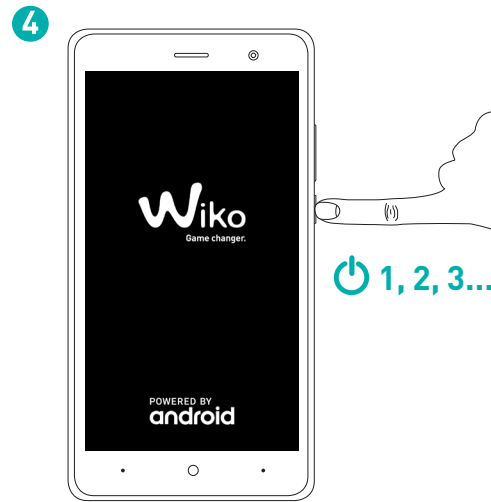 4
Wiko
Game changer.
1, 2, 3...
POWERED BY
android